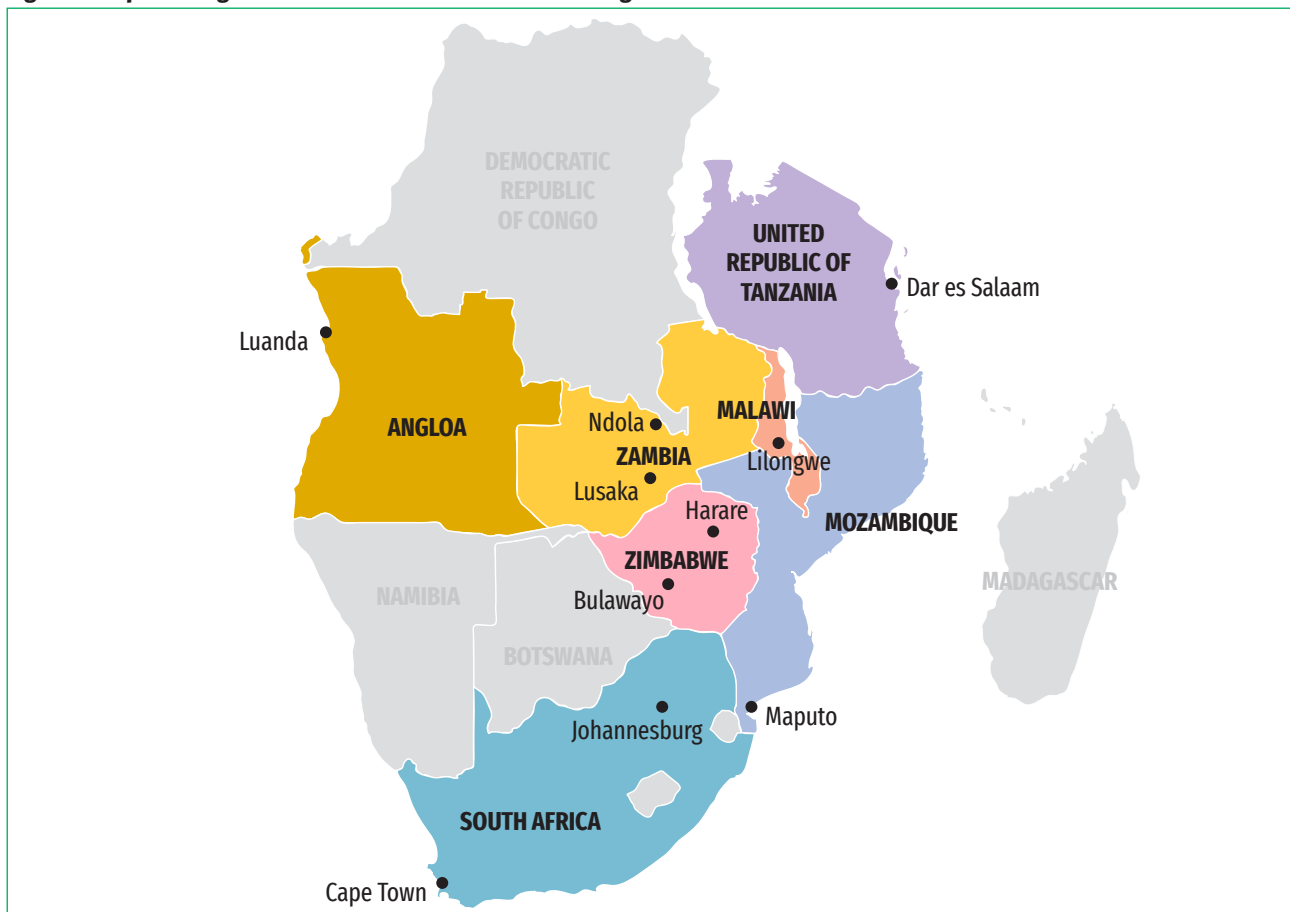 DEMOCRATIC
REPUBLIC
OF CONGO
UNITED
REPUBLIC OF
TANZANIA
Dar es Salaam
Luanda
ANGLOA
Ndola
MALAWI
ZAMBIA
Lilongwe
Lusaka
Harare
MOZAMBIQUE
ZIMBABWE
MADAGASCAR
NAMIBIA
Bulawayo
BOTSWANA
Johannesburg
Maputo
SOUTH AFRICA
Cape Town